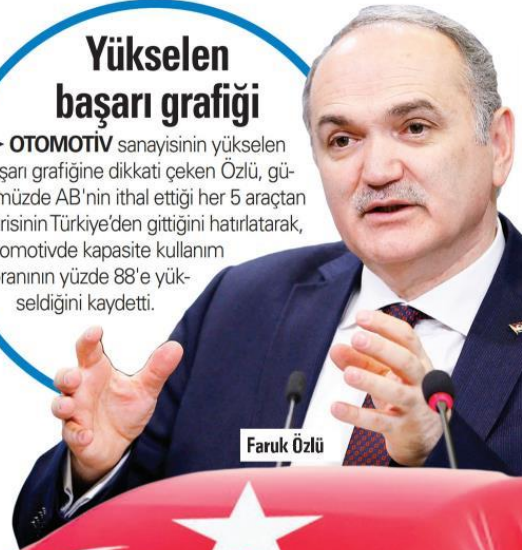 Yükselen
başarı grafiği
OTOMOTİV sanayisinin yükselen
şarı grafiğine dikkati çeken Özlü, gü-
müzde AB'nin ithal ettiği her 5 araçtan
risinin Türkiye'den gittiğini hatırlatarak,
omotivde kapasite kullanım
ranının yüzde 88'e yük-
seldiğini kaydetti.
Faruk Özlü